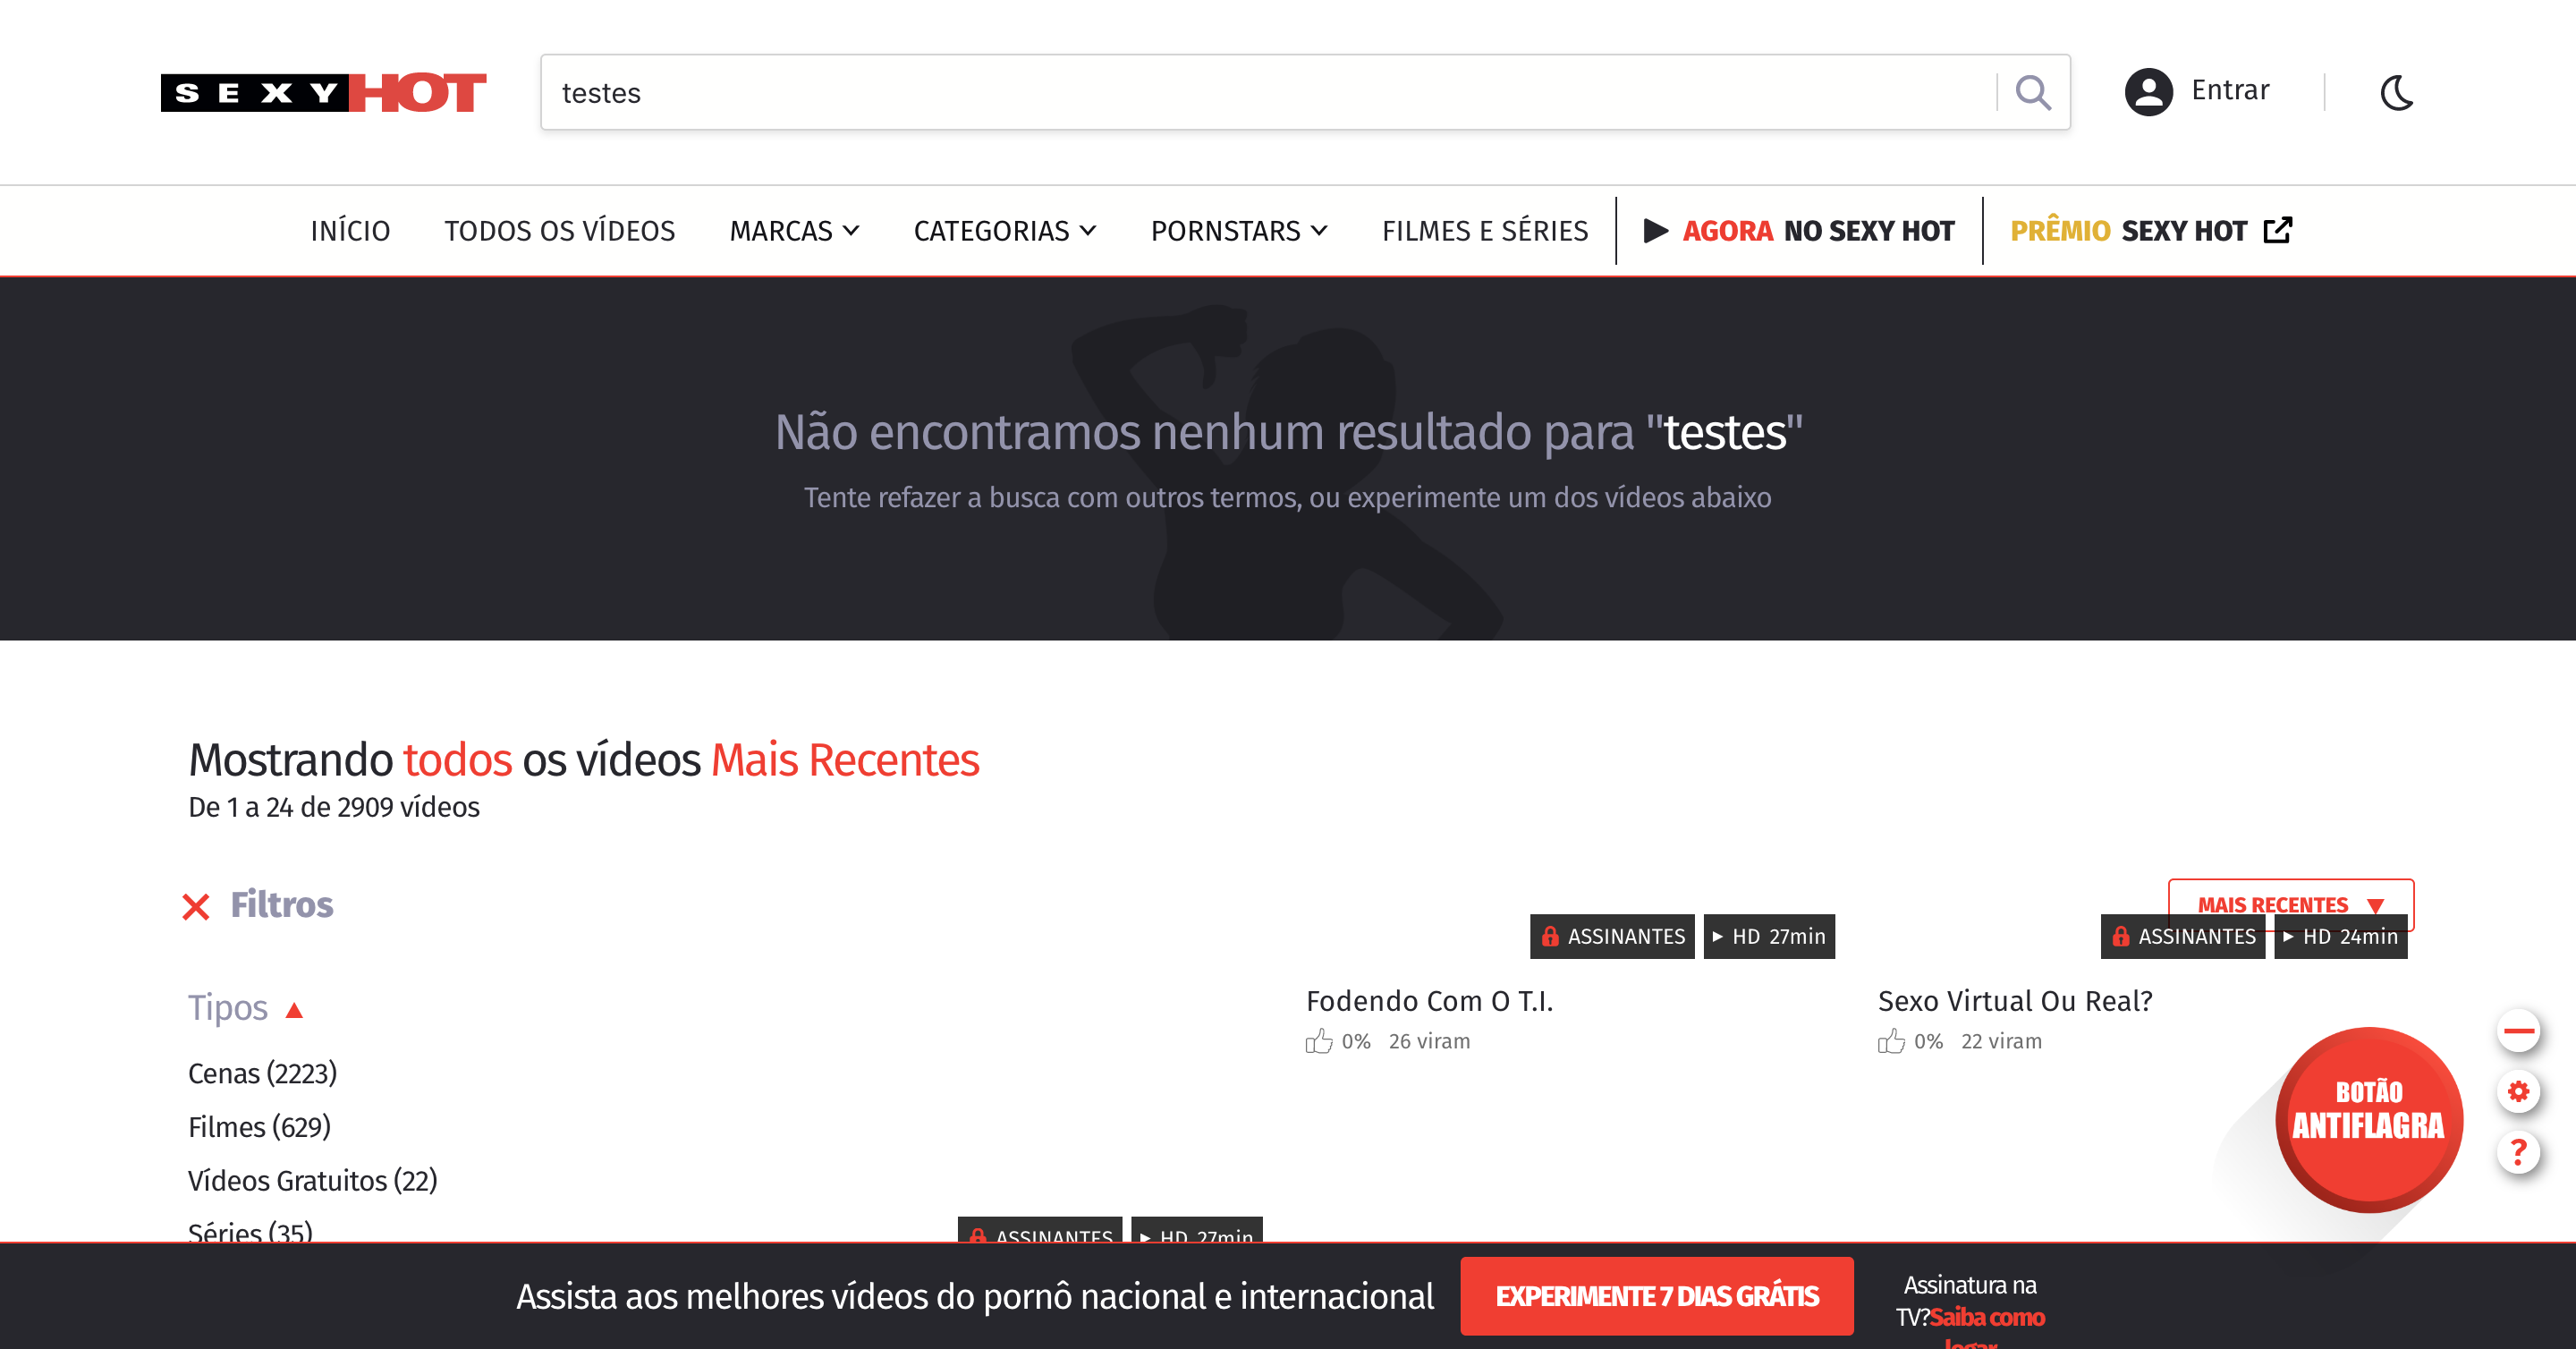 SEXYHOT
testes
Entrar
INÍCIO TODOS OS VÍDEOS MARCAS CATEGORIAS PORNSTARS FILMES E SÉRIES AGORA NO SEXY HOT PRÊMIO SEXY HOT
Não encontramos nenhum resultado para "testes"
Tente refazer a busca com outros termos, ou experimente um dos vídeos abaixo
Mostrando todos os vídeos Mais Recentes
De 1 a 24 de 2909 vídeos
Filtros
MAIS RECENTES
ASSINANTES HD 27min
ASSINANTES HD 24min
Tipos
Fodendo Com O T.I.
0% 26 viram
Sexo Virtual Ou Real?
0% 22 viram
Cenas (2223)
Filmes (629)
Vídeos Gratuitos (22)
Séries (35)
BOTÃO
ANTIFLAGRA
?
ASSINANTES HD 27min
Assista aos melhores vídeos do pornô nacional e internacional
EXPERIMENTE 7 DIAS GRÁTIS
Assinatura na
TV?Saiba como
logar